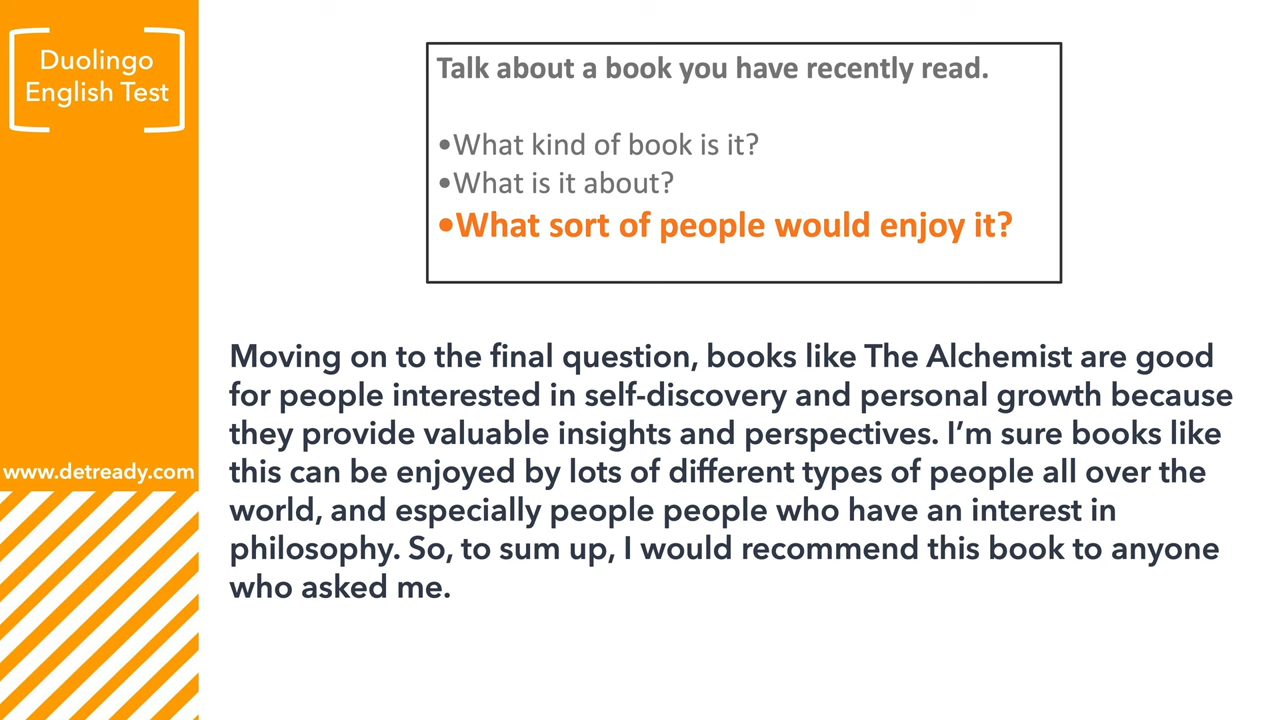 Duolingo
English Test
Talk about a book you have recently read.
•What kind of book is it?
•What is it about?
•What sort of people would enjoy it?
Moving on to the final question, books like The Alchemist are good
for people interested in self-discovery and personal growth because
they provide valuable insights and perspectives. I’m sure books like
this can be enjoyed by lots of different types of people all over the
world, and especially people people who have an interest in
philosophy. So, to sum up, I would recommend this book to anyone
who asked me.
www.detready.com